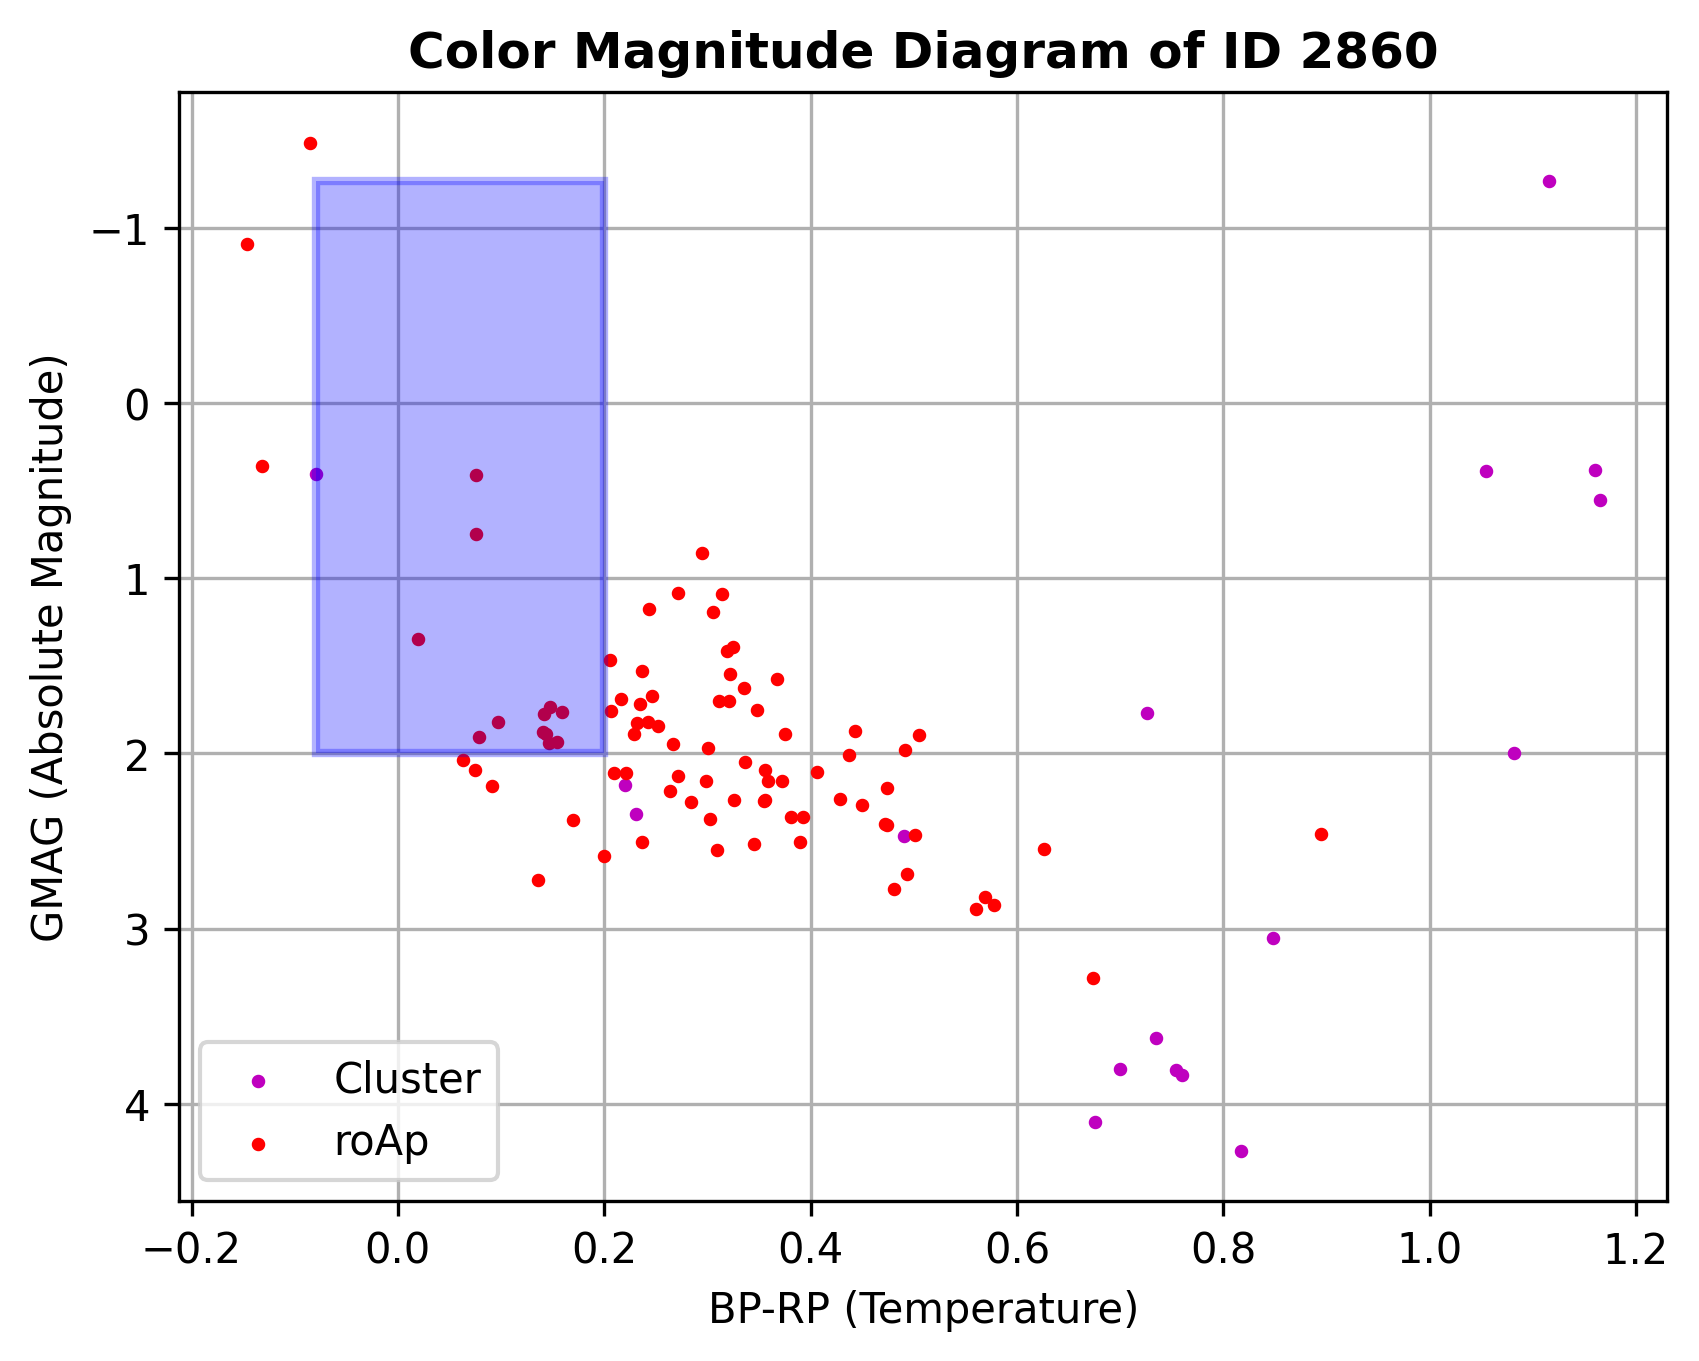 Color Magnitude Diagram of ID 2860
GMAG (Absolute Magnitude)
−1
0
1
2
3
4
Cluster
roAp
−0.2 0.0 0.2 0.4 0.6 0.8 1.0 1.2
BP-RP (Temperature)